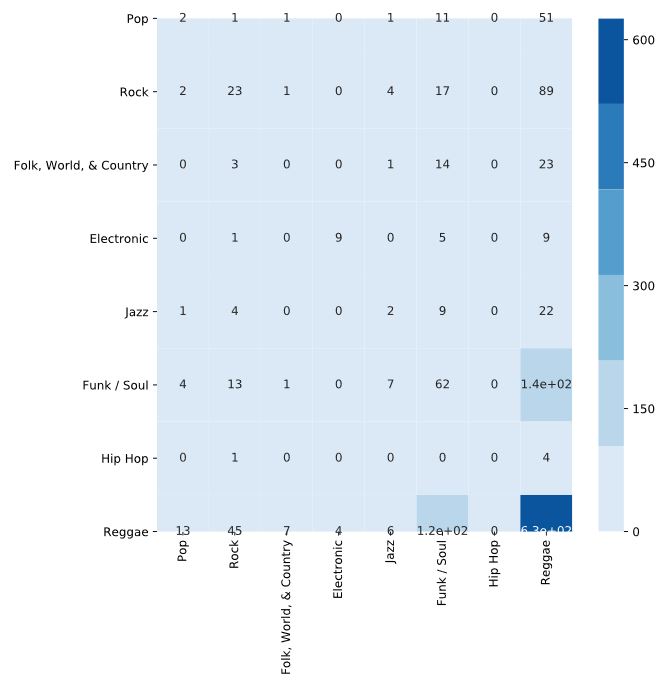 Pop 2 1 1 0 1 11 0 51
Rock 2 23 1 0 4 17 0 89
Folk, World, & Country 0 3 0 0 1 14 0 23
Electronic 0 1 0 9 0 5 0 9
Jazz 1 4 0 0 2 9 0 22
Funk / Soul 4 13 1 0 7 62 0 1.4e+02
Hip Hop 0 1 0 0 0 0 0 4
Reggae 13 45 7 4 6 1.2e+02 0 6.3e+02
Pop
Rock
Folk, World, & Country
Electronic
Jazz
Funk / Soul
Hip Hop
Reggae
600
450
300
150
0